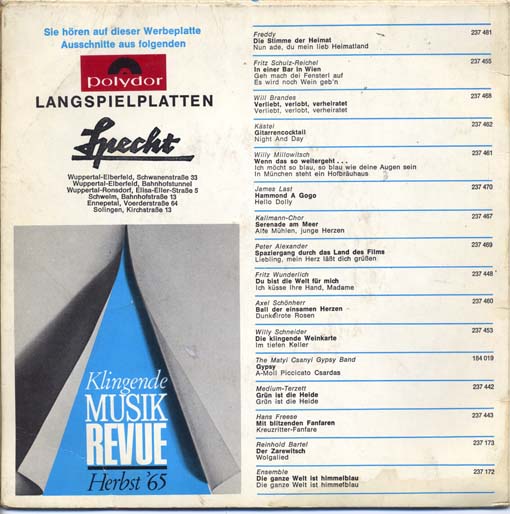 Sie hören auf dieser Werbeplatte
Ausschnitte aus folgenden
Polydor
LANGSPIELPLATTEN
Specht
Wuppertal-Elberfeld, Schwanenstraße 33
Wuppertal-Elberfeld, Bahnhofstunnel
Wuppertal-Ronsdorf, Elisa-Eller-Straße 5
Schwelm, Bahnhofstraße 13
Ennepetal, Voerderstraße 64
Solingen, Kirchstraße 13
Klingende
MUSIK
REVUE
Herbst '65
Freddy 237 481
Die Stimme der Heimat
Nun ade, du mein lieb Heimatland
Fritz Schulz-Reichel 237 455
In einer Bar in Wien
Geh mach dei Fensterl auf
Es wird noch Wein geb'n
Will Brandes 237 468
Verliebt, verlobt, verheiratet
Verliebt, verlobt, verheiratet
Kästel 237 462
Gitarrencocktail
Night And Day
Willy Millowitsch 237 461
Wenn das so weitergeht . . .
Ich möcht so blau, so blau wie deine Augen sein
In München steht ein Hofbräuhaus
James Last 237 470
Hammond A Gogo
Hello Dolly
Kallmann-Chor 237 467
Serenade am Meer
Alte Mühlen, junge Herzen
Peter Alexander 237 469
Spaziergang durch das Land des Films
Liebling, mein Herz läßt dich grüßen
Fritz Wunderlich 237 448
Du bist die Welt für mich
Ich küsse Ihre Hand, Madame
Axel Schönherr 237 460
Ball der einsamen Herzen
Dunkelrote Rosen
Willy Schneider 237 453
Die klingende Weinkarte
Im tiefen Keller
The Matyi Csanyi Gypsy Band 184 019
Gypsy
A-Moll Piccicato Csardas
Medium-Terzett 237 442
Grün ist die Heide
Grün ist die Heide
Hans Freese 237 443
Mit blitzenden Fanfaren
Kreuzritter-Fanfare
Reinhold Bartel 237 173
Der Zarewitsch
Wolgalied
Ensemble 237 172
Die ganze Welt ist himmelblau
Die ganze Welt ist himmelblau